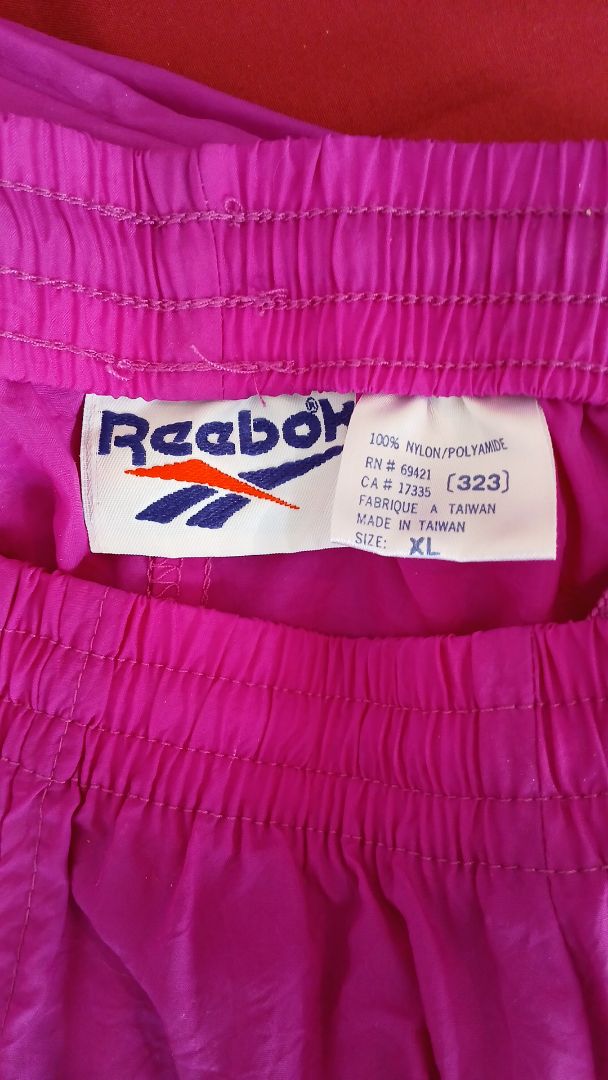 Reebok®
100% NYLON/POLYAMIDE
RN # 69421
CA # 17335 [323]
FABRIQUE A TAIWAN
MADE IN TAIWAN
SIZE: XL